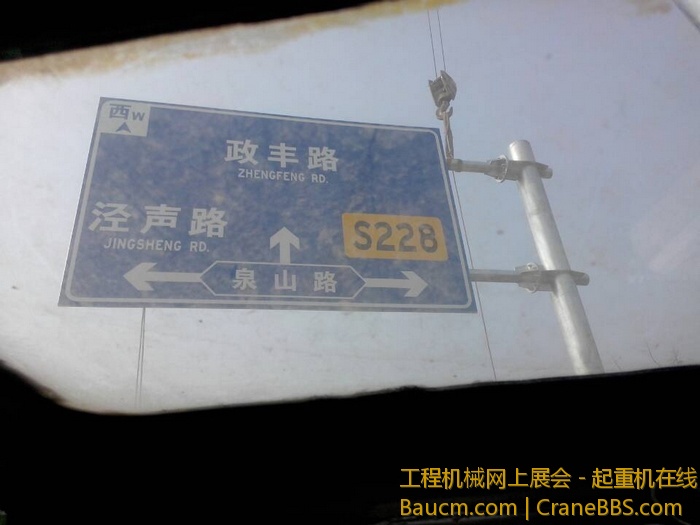 西W
政丰路
ZHENGFENG RD.
泾声路
JINGSHENG RD.
S228
泉山路
工程机械网上展会 - 起重机在线
Baucm.com | CraneBBS.com